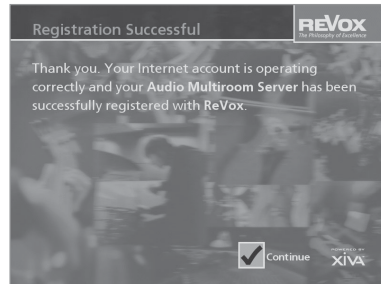 Registration Successful
REVOX
The Philosophy of Excellence
Thank you. Your Internet account is operating
correctly and your Audio Multiroom Server has been
successfully registered with ReVox.
Continue
POWERED BY
XiVA